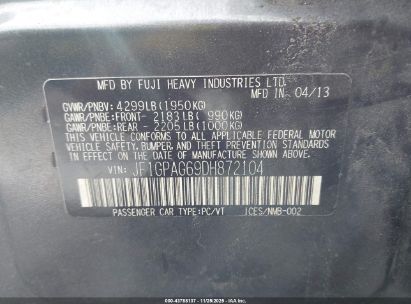 MFD BY FUJI HEAVY INDUSTRIES LTD.
MFD IN 04/13
GVWR/PNBV: 4299LB(1950KG)
GAWR/PNBE:FRONT- 2183LB( 990KG)
GAWR/PNBE:REAR - 2205LB(1000KG)
THIS VEHICLE CONFORMS TO ALL APPLICABLE FEDERAL MOTOR
VEHICLE SAFETY, BUMPER, AND THEFT PREVENTION STANDARDS IN
EFFECT ON THE DATE OF MANUFACTURE SHOWN ABOVE.
VIN: JF1GPAG69DH872104
PASSENGER CAR TYPE:PC/VT ICES/NMB-002